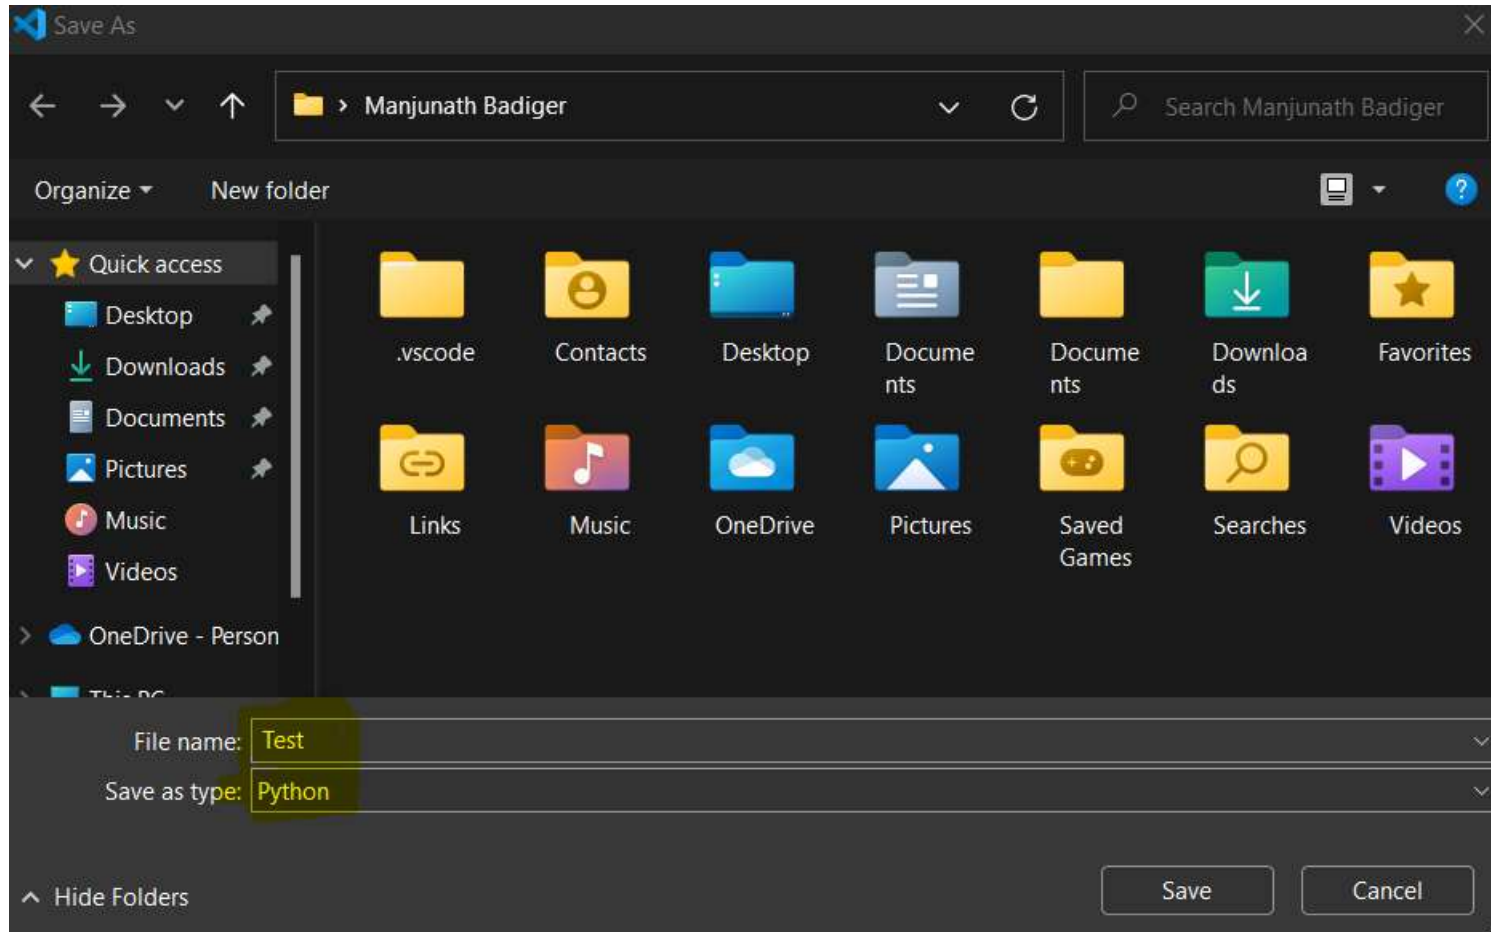 Save As
Manjunath Badiger
Search Manjunath Badiger
Organize
New folder
Quick access
Desktop
Downloads
Documents
Pictures
Music
Videos
OneDrive - Person
This PC
.vscode
Contacts
Desktop
Docume
nts
Docume
nts
Downloa
ds
Favorites
Links
Music
OneDrive
Pictures
Saved
Games
Searches
Videos
File name: Test
Save as type: Python
Hide Folders
Save
Cancel